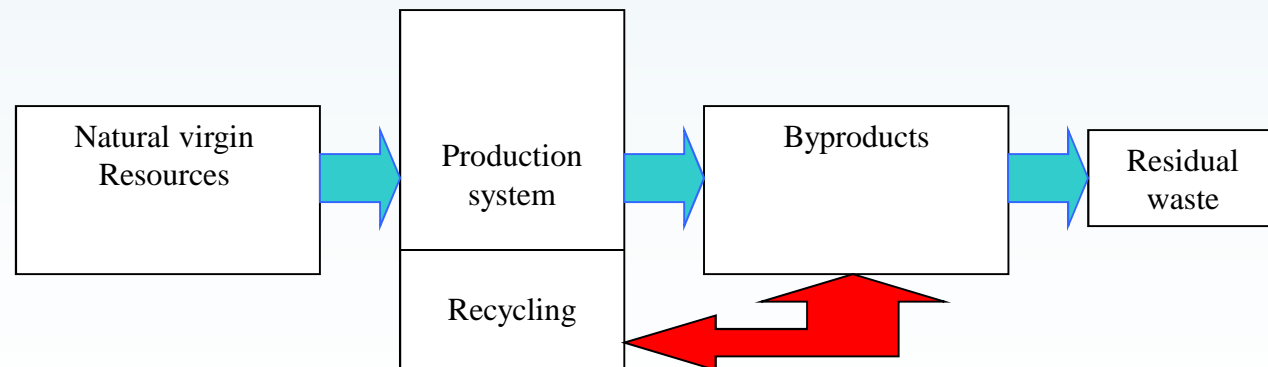 Natural virgin
Resources
Production
system
Recycling
Byproducts
Residual
waste